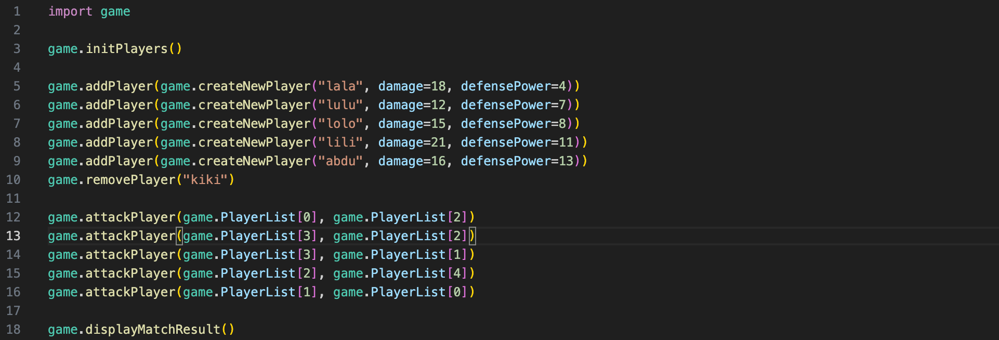 1 import game
2
3 game.initPlayers()
4
5 game.addPlayer(game.createNewPlayer("lala", damage=18, defensePower=4))
6 game.addPlayer(game.createNewPlayer("lulu", damage=12, defensePower=7))
7 game.addPlayer(game.createNewPlayer("lolo", damage=15, defensePower=8))
8 game.addPlayer(game.createNewPlayer("lili", damage=21, defensePower=11))
9 game.addPlayer(game.createNewPlayer("abdu", damage=16, defensePower=13))
10 game.removePlayer("kiki")
11
12 game.attackPlayer(game.PlayerList[0], game.PlayerList[2])
13 game.attackPlayer(game.PlayerList[3], game.PlayerList[2])
14 game.attackPlayer(game.PlayerList[3], game.PlayerList[1])
15 game.attackPlayer(game.PlayerList[2], game.PlayerList[4])
16 game.attackPlayer(game.PlayerList[1], game.PlayerList[0])
17
18 game.displayMatchResult()